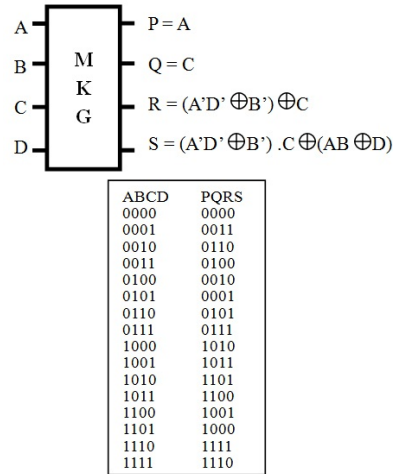 A
B
C
D
M
K
G
P = A
Q = C
R = (A'D' ⊕B') ⊕C
S = (A'D' ⊕B') .C ⊕(AB ⊕D)
ABCD PQRS
0000 0000
0001 0011
0010 0110
0011 0100
0100 0010
0101 0001
0110 0101
0111 0111
1000 1010
1001 1011
1010 1101
1011 1100
1100 1001
1101 1000
1110 1111
1111 1110